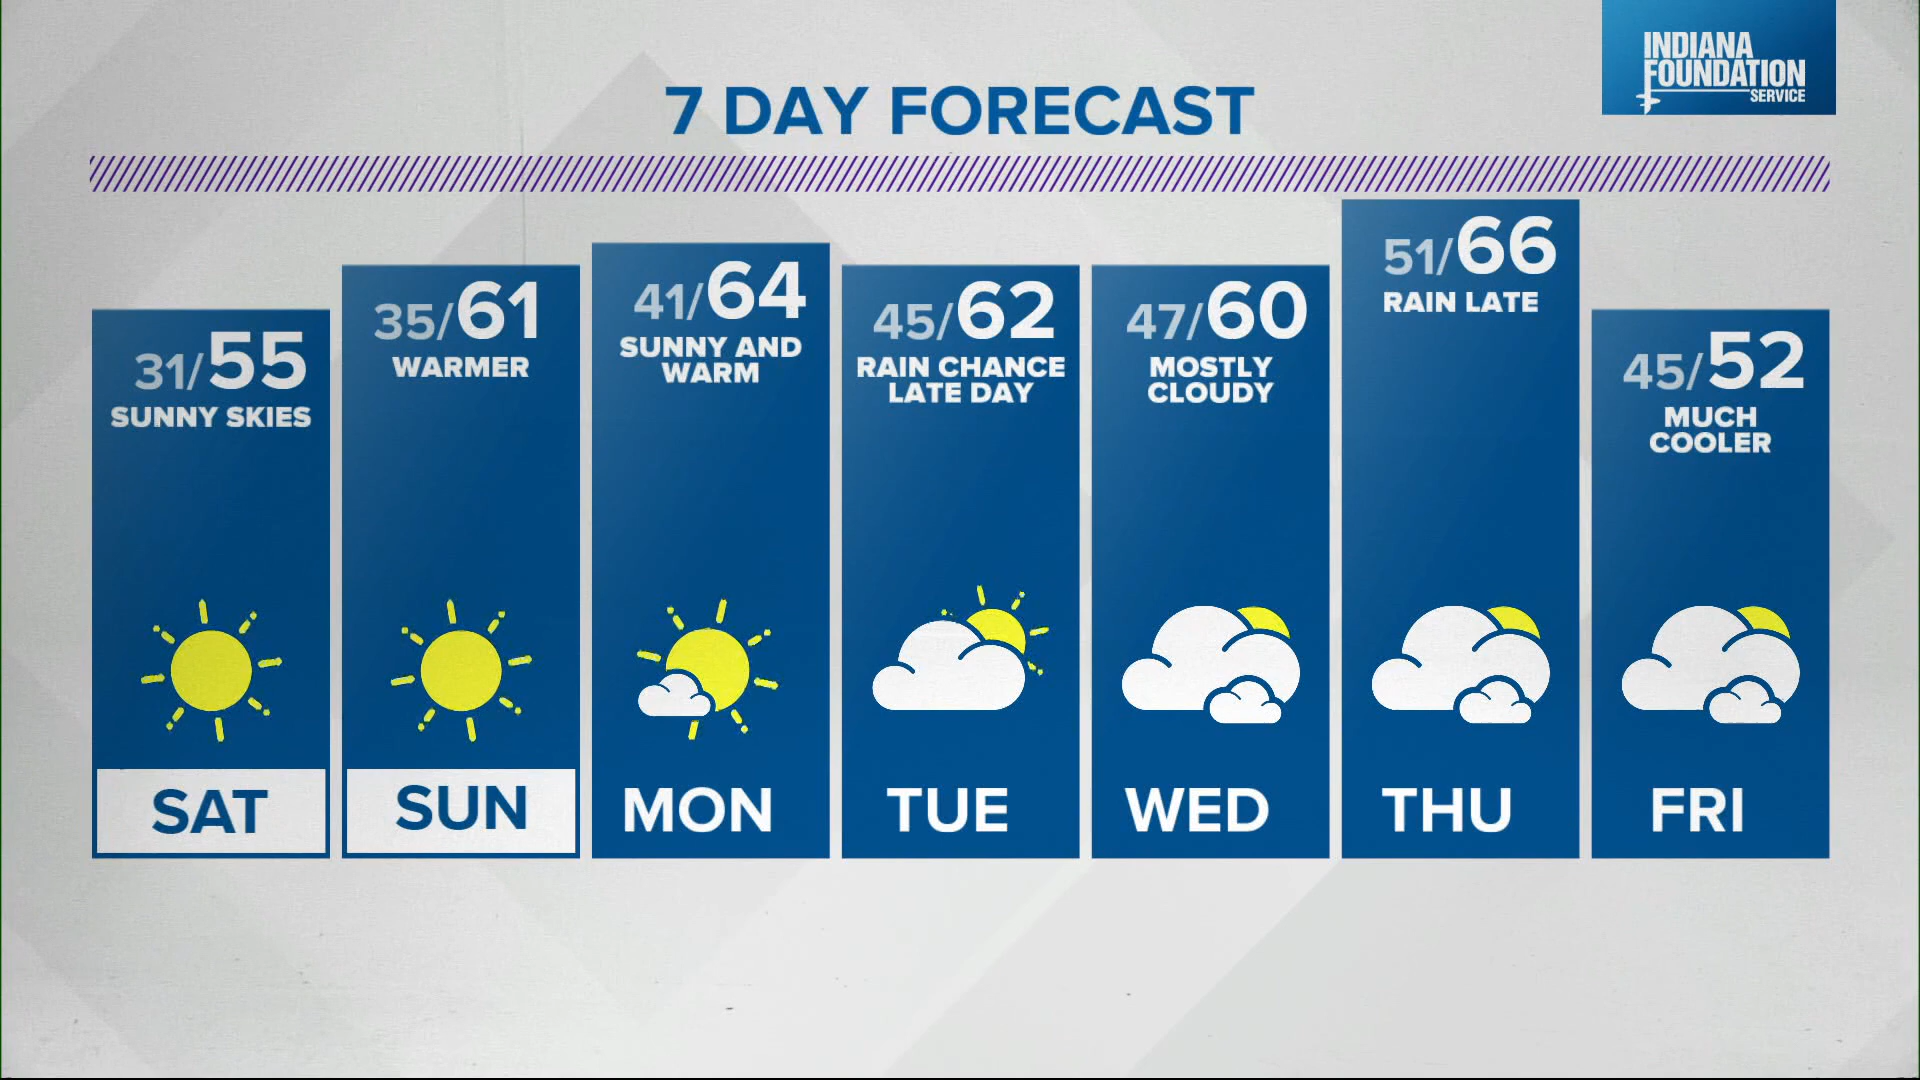 INDIANA
FOUNDATION
SERVICE
7 DAY FORECAST
31/55
SUNNY SKIES
SAT
35/61
WARMER
SUN
41/64
SUNNY AND
WARM
MON
45/62
RAIN CHANCE
LATE DAY
TUE
47/60
MOSTLY
CLOUDY
WED
51/66
RAIN LATE
THU
45/52
MUCH
COOLER
FRI